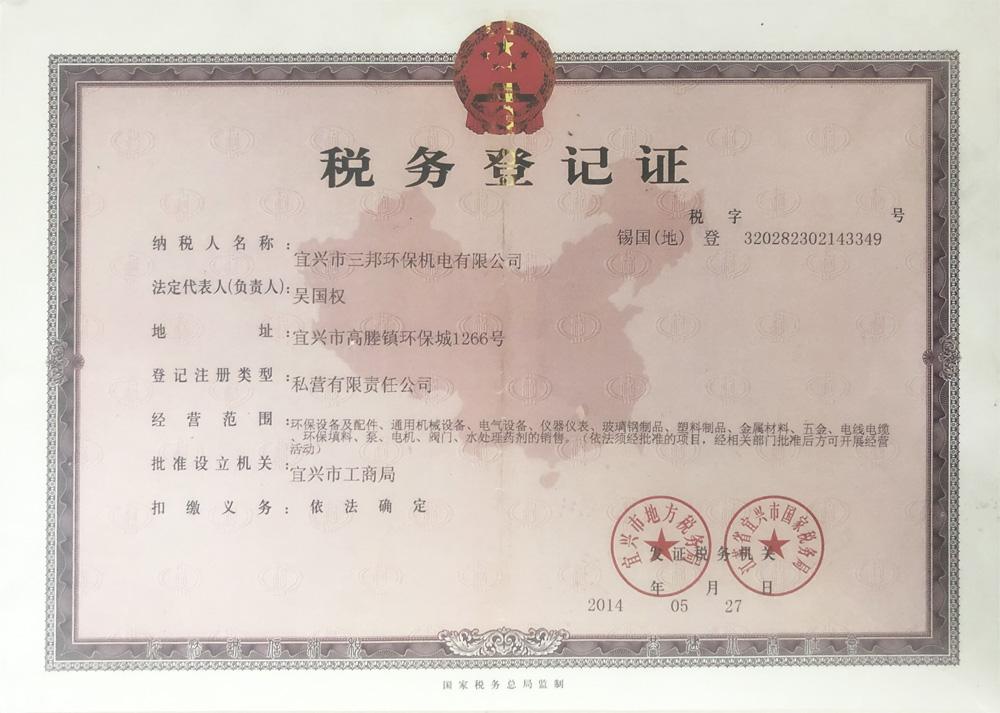 税务登记证
税 字 号
锡国(地) 登 320282302143349
纳税人名称： 宜兴市三邦环保机电有限公司
法定代表人(负责人)： 吴国权
地 址： 宜兴市高塍镇环保城1266号
登记注册类型： 私营有限责任公司
经营范围： 环保设备及配件、通用机械设备、电气设备、仪器仪表、玻璃钢制品、塑料制品、金属材料、五金、电线电缆
、环保填料、泵、电机、阀门、水处理药剂的销售。（依法须经批准的项目，经相关部门批准后方可开展经营
活动）
批准设立机关： 宜兴市工商局
扣缴义务： 依法确定
宜兴市地方税务局
江苏省宜兴市国家税务局
发证税务机关
年 月 日
2014 05 27
国家税务总局监制